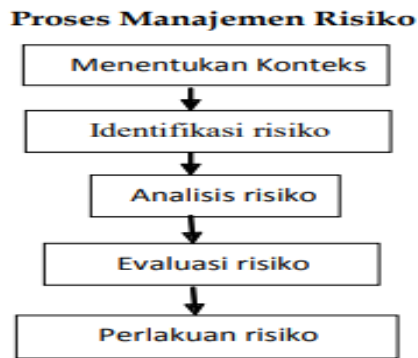 Proses Manajemen Risiko
Menentukan Konteks
Identifikasi risiko
Analisis risiko
Evaluasi risiko
Perlakuan risiko